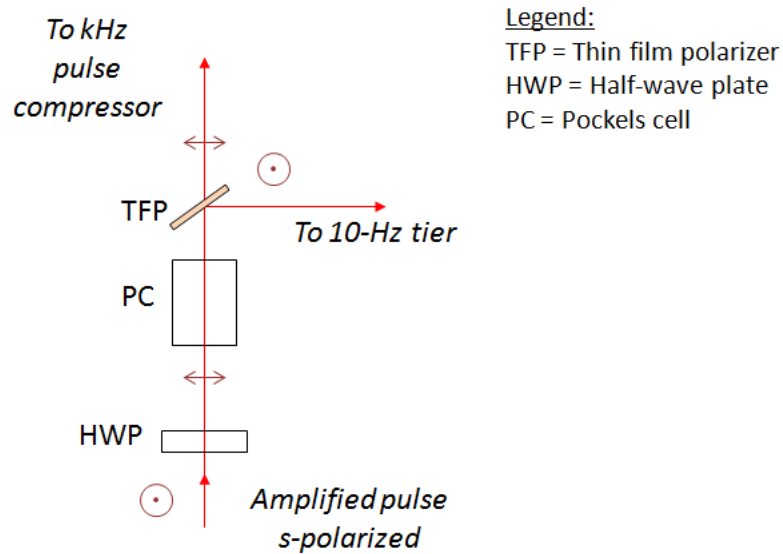 To kHz
pulse
compressor
Legend:
TFP = Thin film polarizer
HWP = Half-wave plate
PC = Pockels cell
TFP
To 10-Hz tier
PC
HWP
Amplified pulse
s-polarized